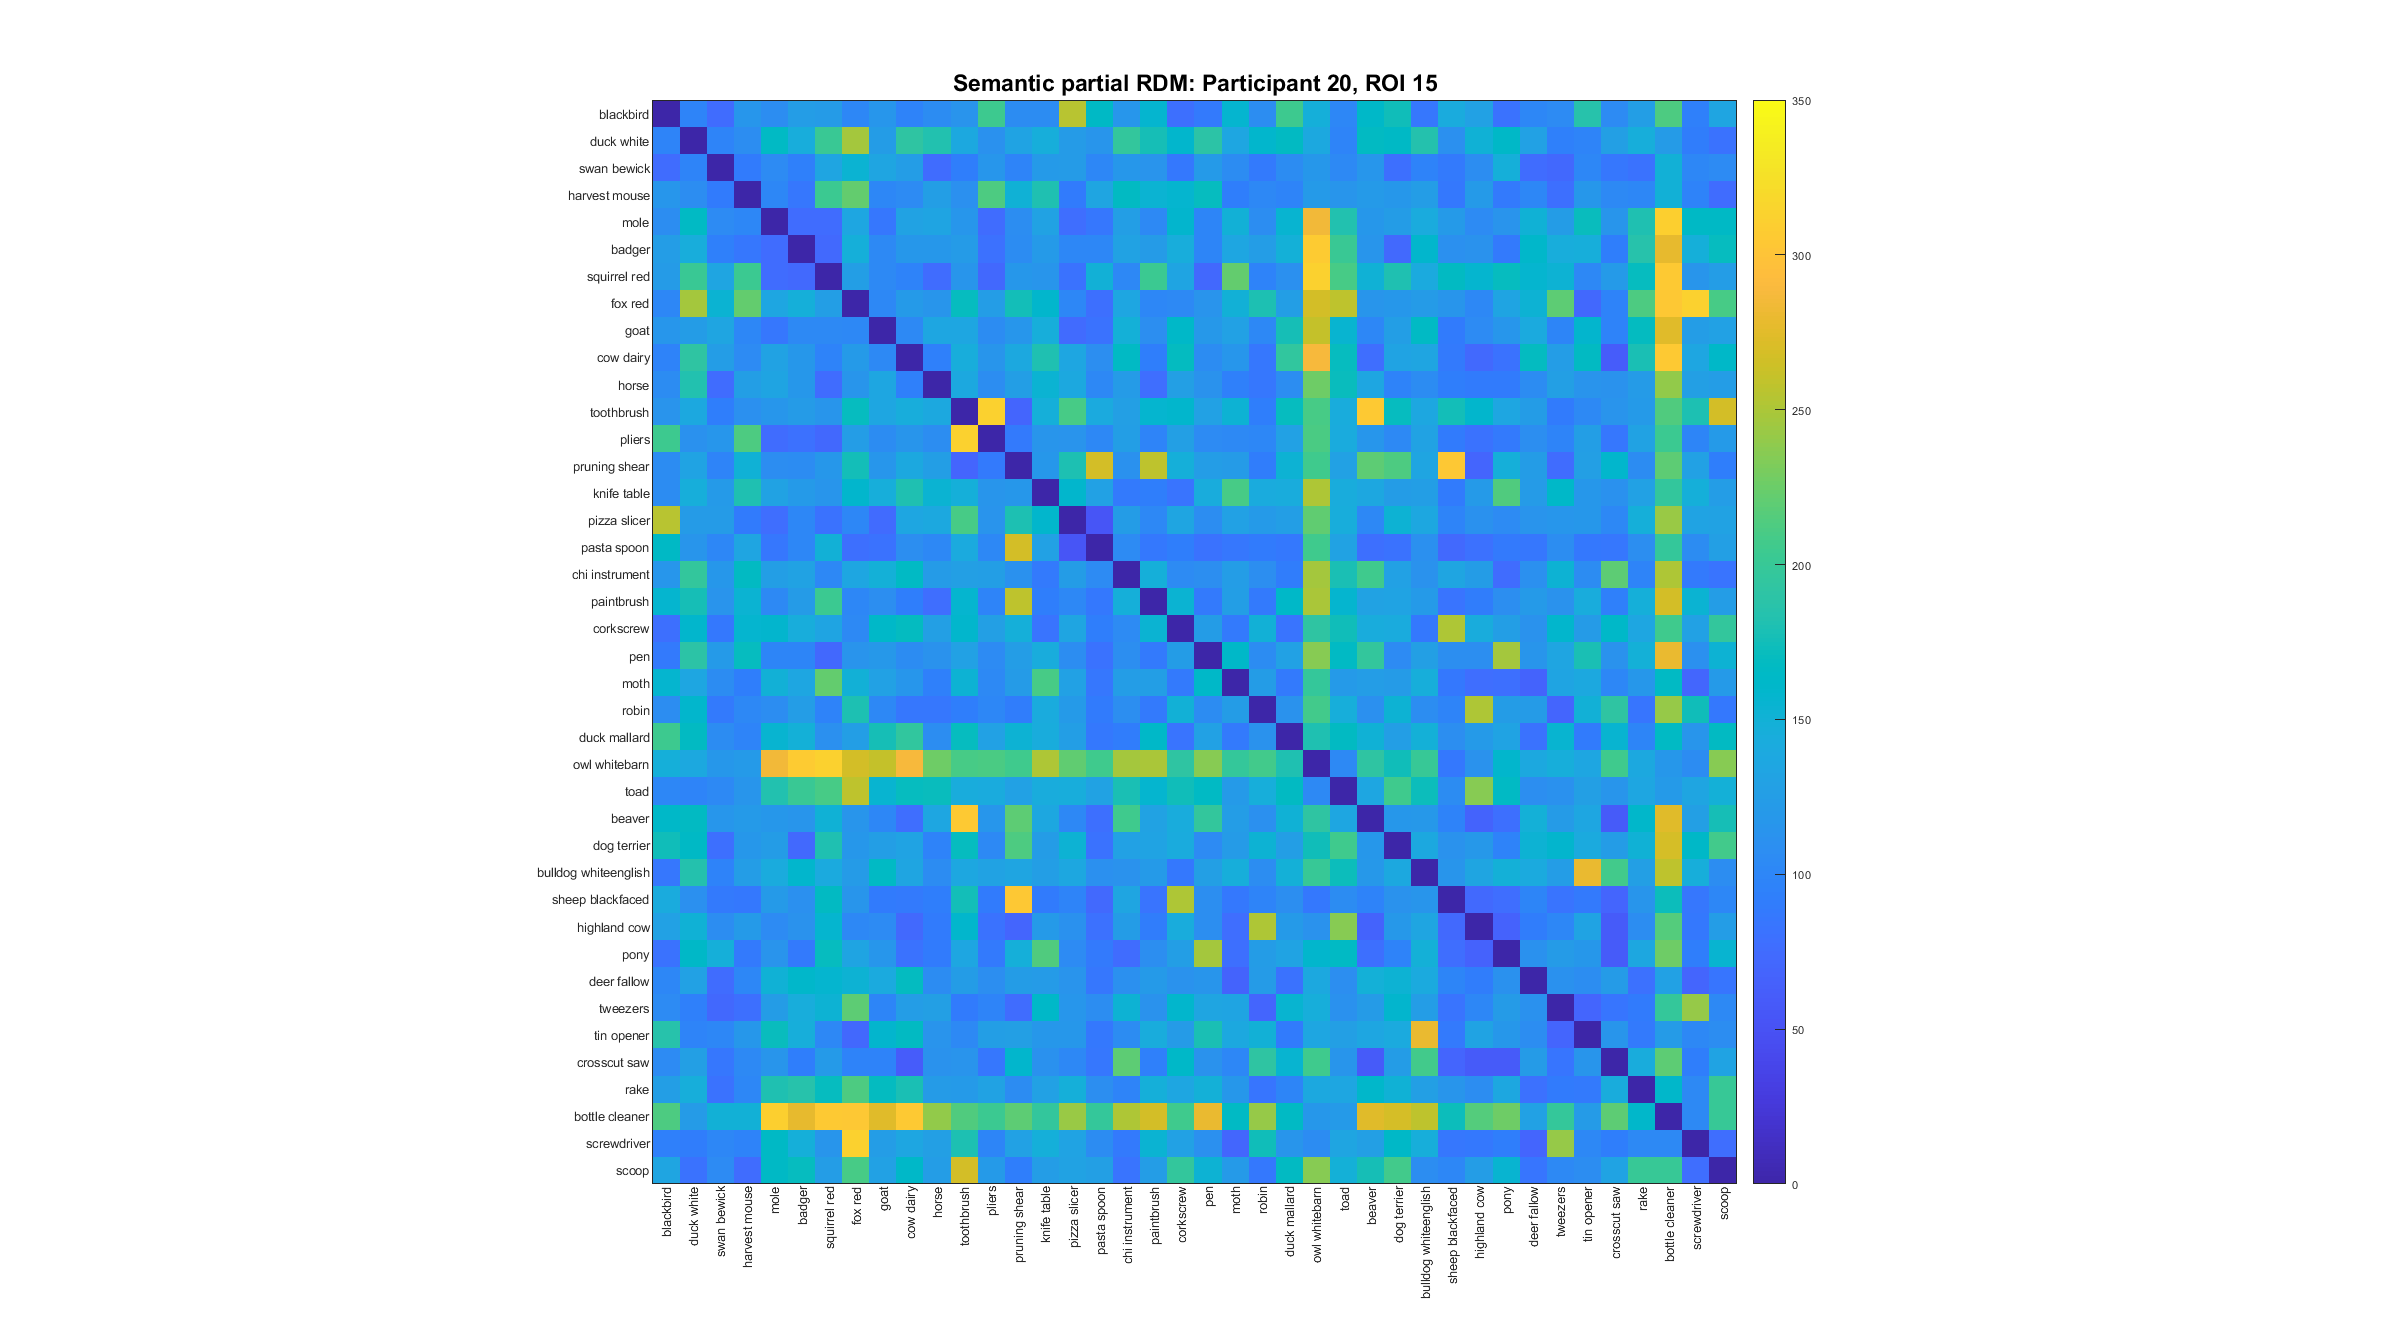 Semantic partial RDM: Participant 20, ROI 15
blackbird
duck white
swan bewick
harvest mouse
mole
badger
squirrel red
fox red
goat
cow dairy
horse
toothbrush
pliers
pruning shear
knife table
pizza slicer
pasta spoon
chi instrument
paintbrush
corkscrew
pen
moth
robin
duck mallard
owl whitebarn
toad
beaver
dog terrier
bulldog whiteenglish
sheep blackfaced
highland cow
pony
deer fallow
tweezers
tin opener
crosscut saw
rake
bottle cleaner
screwdriver
scoop
350
300
250
200
150
100
50
0
blackbird
duck white
swan bewick
harvest mouse
mole
badger
squirrel red
fox red
goat
cow dairy
horse
toothbrush
pliers
pruning shear
knife table
pizza slicer
pasta spoon
chi instrument
paintbrush
corkscrew
pen
moth
robin
duck mallard
owl whitebarn
toad
beaver
dog terrier
bulldog whiteenglish
sheep blackfaced
highland cow
pony
deer fallow
tweezers
tin opener
crosscut saw
rake
bottle cleaner
screwdriver
scoop